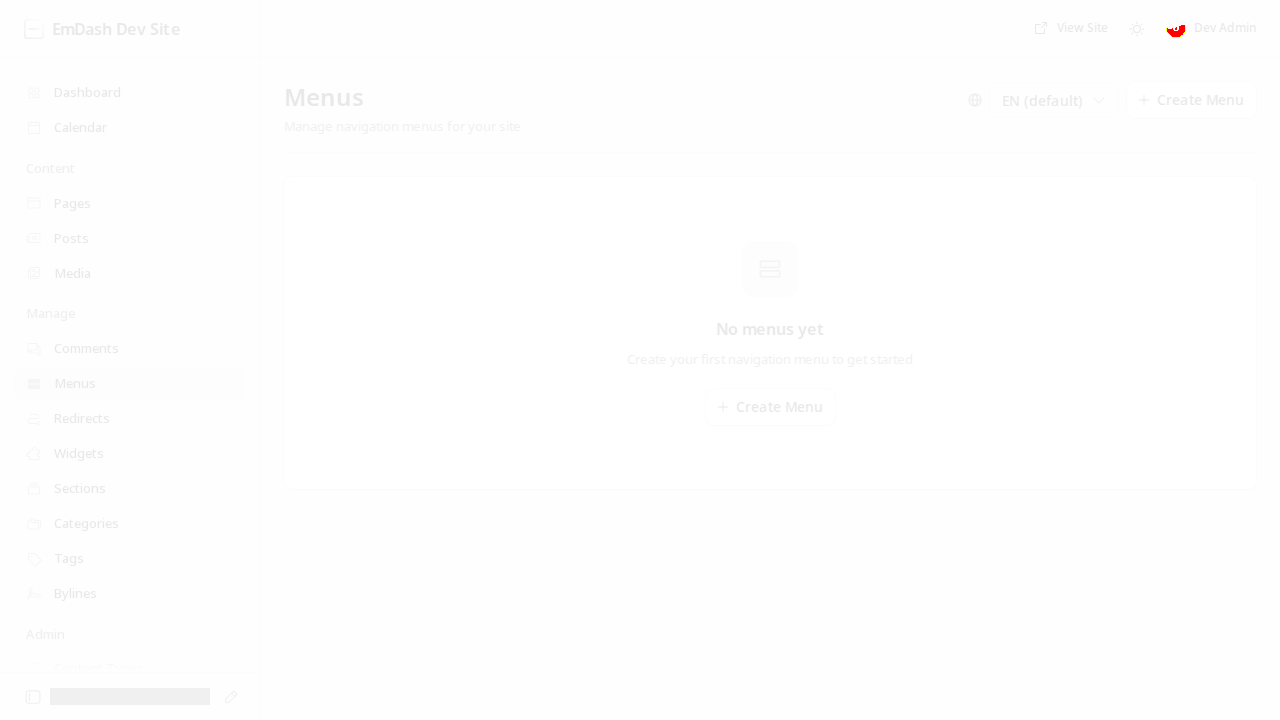 EmDash Dev Site
View Site
Dev Admin
Dashboard
Calendar
Content
Pages
Posts
Media
Manage
Comments
Menus
Redirects
Widgets
Sections
Categories
Tags
Bylines
Admin
Menus
Manage navigation menus for your site
EN (default)
Create Menu
No menus yet
Create your first navigation menu to get started
Create Menu